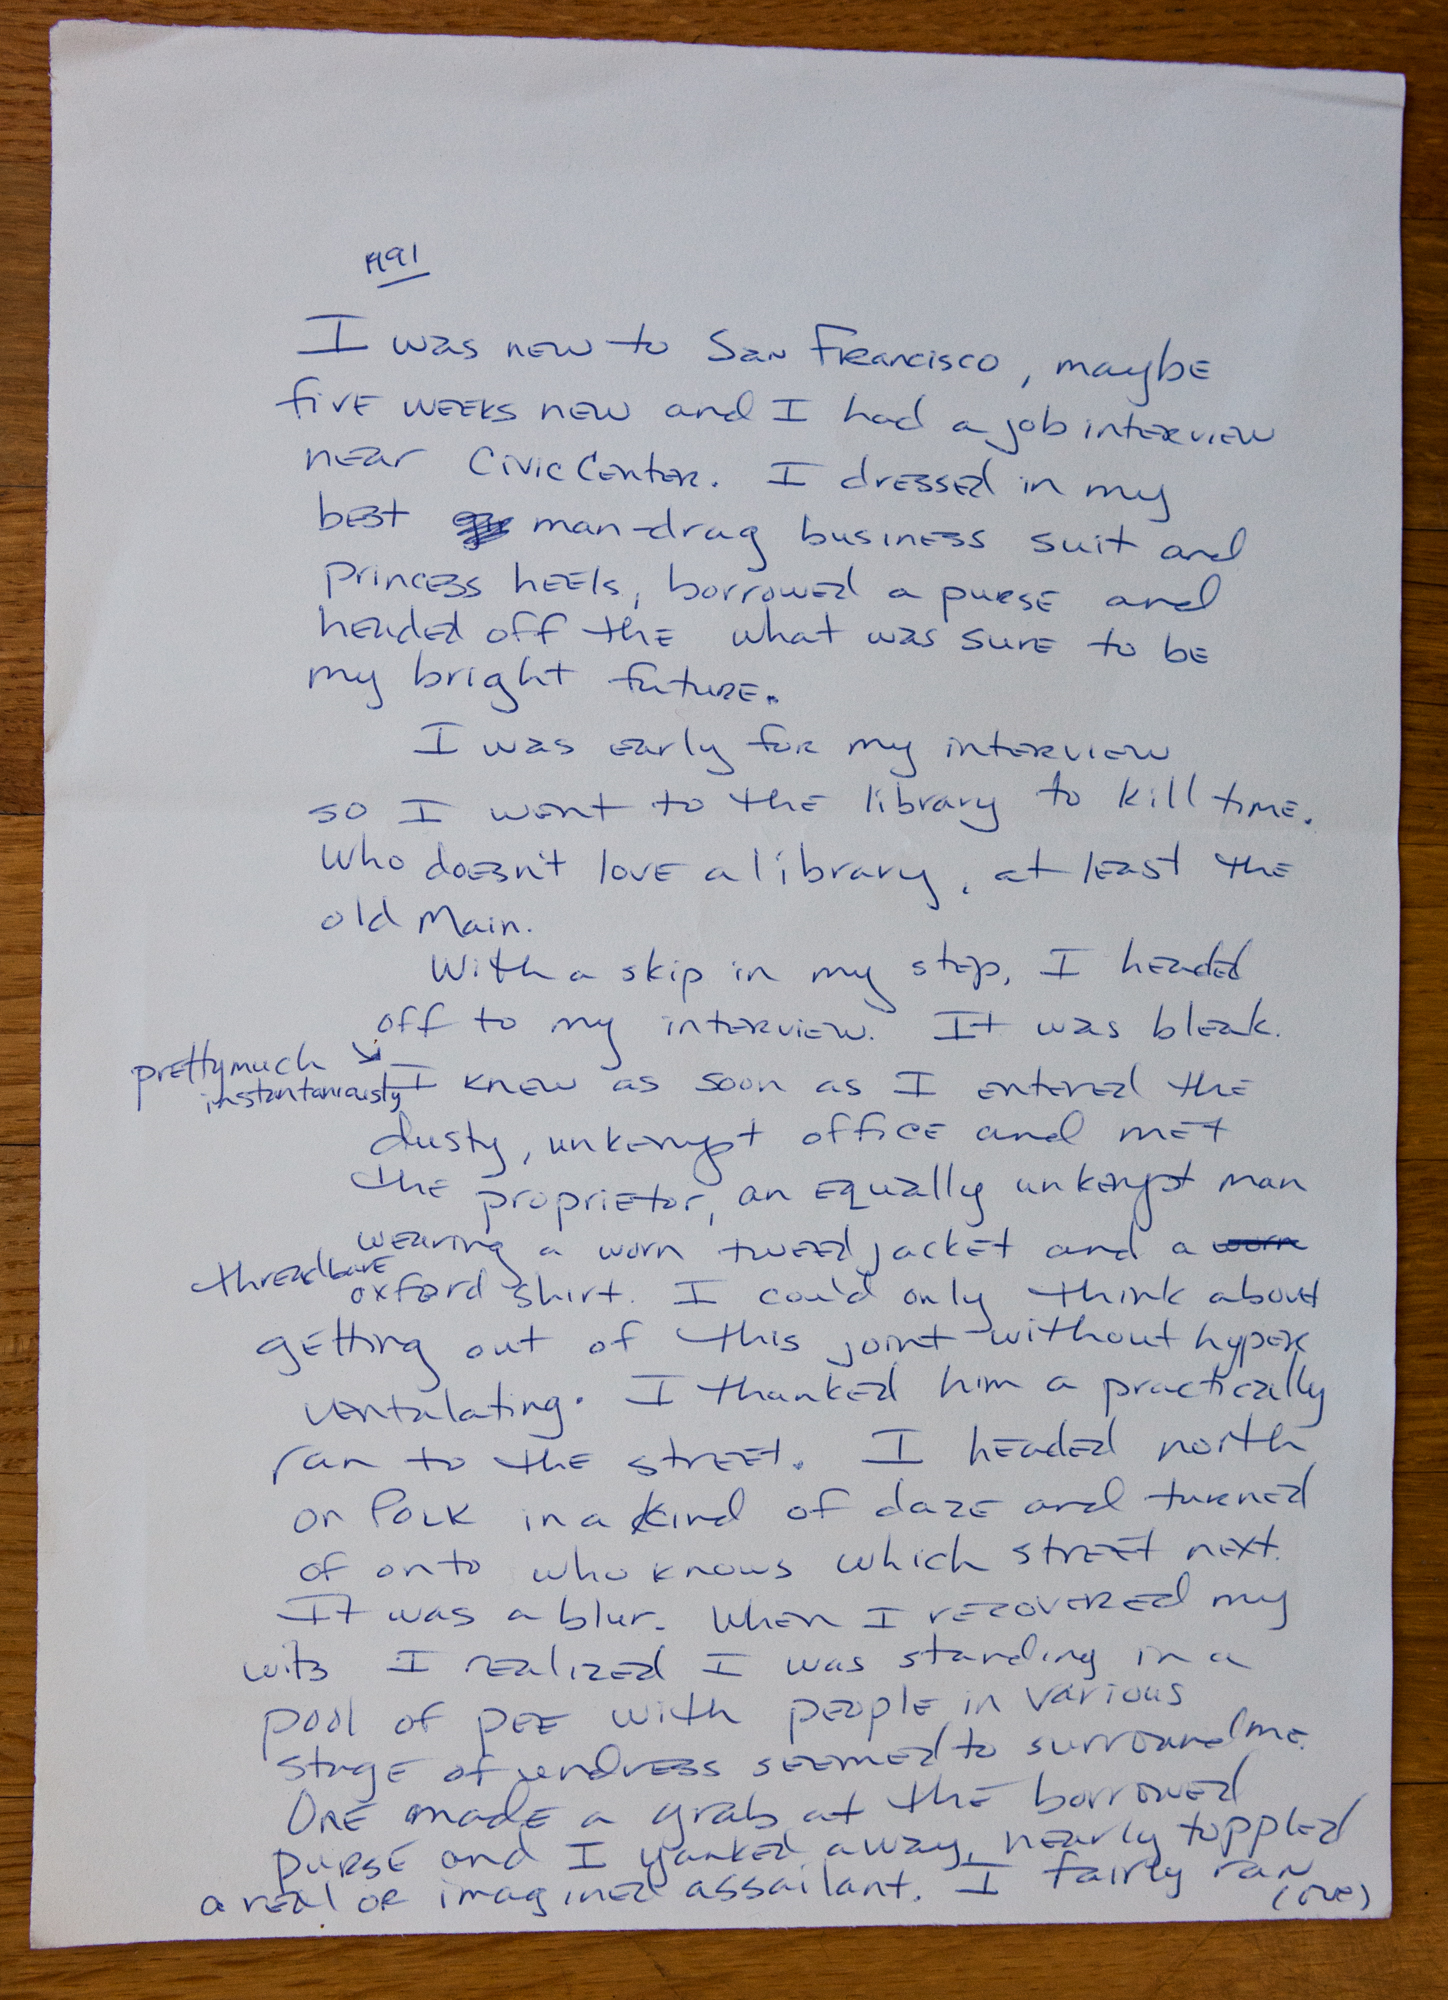 1991
I was new to San Francisco, maybe
five weeks new and I had a job interview
near Civic Center. I dressed in my
best man-drag business suit and
princess heels, borrowed a purse and
headed off the what was sure to be
my bright future.
I was early for my interview
so I went to the library to kill time.
Who doesn't love a library, at least the
old Main.
With a skip in my step, I headed
off to my interview. It was bleak.
pretty much
instantaniously
I knew as soon as I entered the
dusty, unkempt office and met
the proprietor, an equally unkempt man
wearing a worn tweed jacket and a worn
threadbare oxford shirt. I could only think about
getting out of this joint without hyper
ventalating. I thanked him a practically
ran to the street. I headed north
on Polk in a kind of daze and turned
of onto who knows which street next.
It was a blur. When I recovered my
wits I realized I was standing in a
pool of pee with people in various
stage of undress seemed to surround me.
One made a grab at the borrowed
purse and I yanked away, nearly toppled
a real or imagined assailant. I fairly ran
(ove)